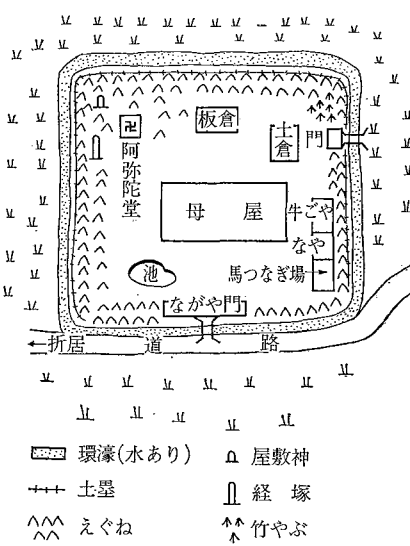 板倉
土倉
門
卍
阿弥陀堂
母屋
牛ごや
なや
馬つなぎ場→
池
ながや門
←折居 道路
環濠(水あり)
屋敷神
土塁
経塚
えぐね
竹やぶ